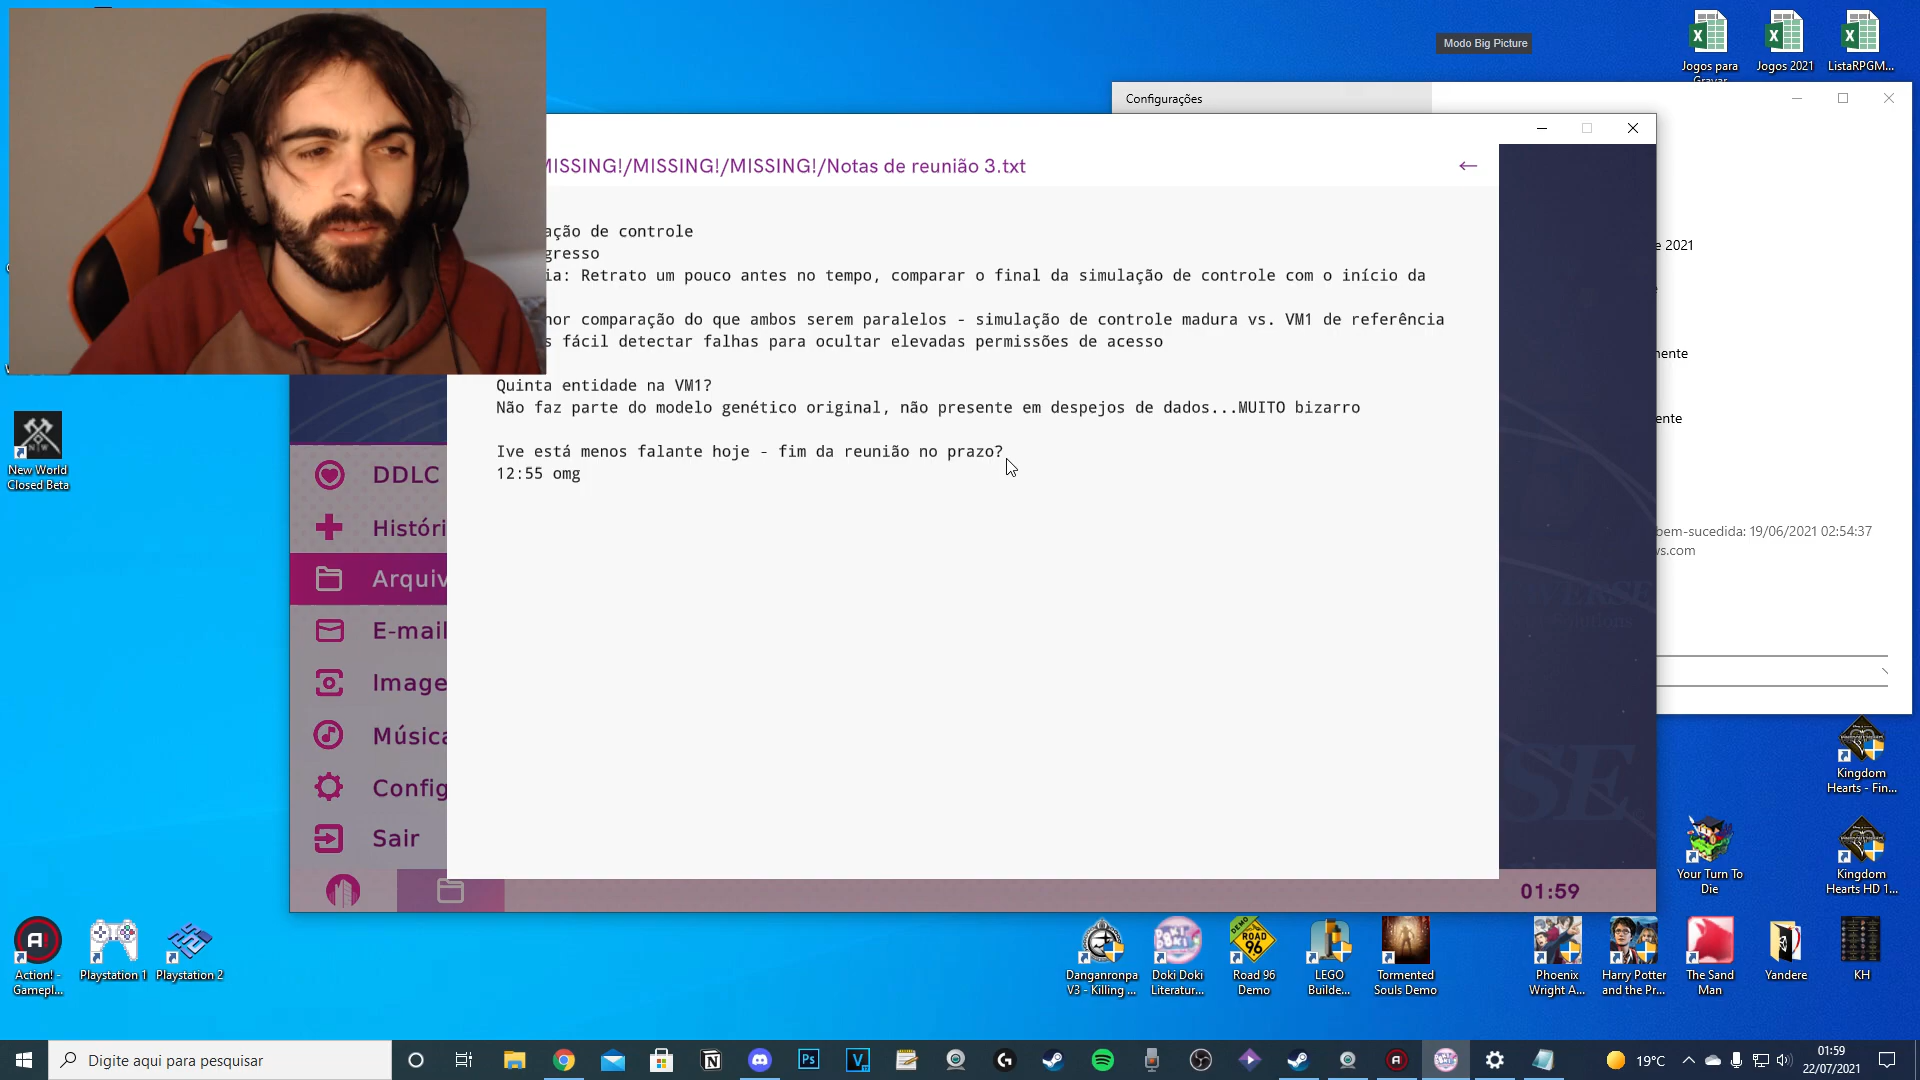 Modo Big Picture
Jogos para
Gravar
Jogos 2021
ListaRPGM...
Configurações
MISSING!/MISSING!/MISSING!/Notas de reunião 3.txt
ação de controle
gresso
ia: Retrato um pouco antes no tempo, comparar o final da simulação de controle com o início da
hor comparação do que ambos serem paralelos - simulação de controle madura vs. VM1 de referência
s fácil detectar falhas para ocultar elevadas permissões de acesso
Quinta entidade na VM1?
Não faz parte do modelo genético original, não presente em despejos de dados...MUITO bizarro
Ive está menos falante hoje - fim da reunião no prazo?
12:55 omg
e 2021
nente
ente
bem-sucedida: 19/06/2021 02:54:37
vs.com
New World
Closed Beta
DDLC
Históri
Arquiv
E-mail
Image
Música
Config
Sair
01:59
Kingdom
Hearts - Fin...
Your Turn To
Die
Kingdom
Hearts HD 1...
Action! -
Gamepl...
Playstation 1
Playstation 2
Danganronpa
V3 - Killing ...
Doki Doki
Literatur...
Road 96
Demo
LEGO
Builde...
Tormented
Souls Demo
Phoenix
Wright A...
Harry Potter
and the Pr...
The Sand
Man
Yandere
KH
Digite aqui para pesquisar
19°C
01:59
22/07/2021